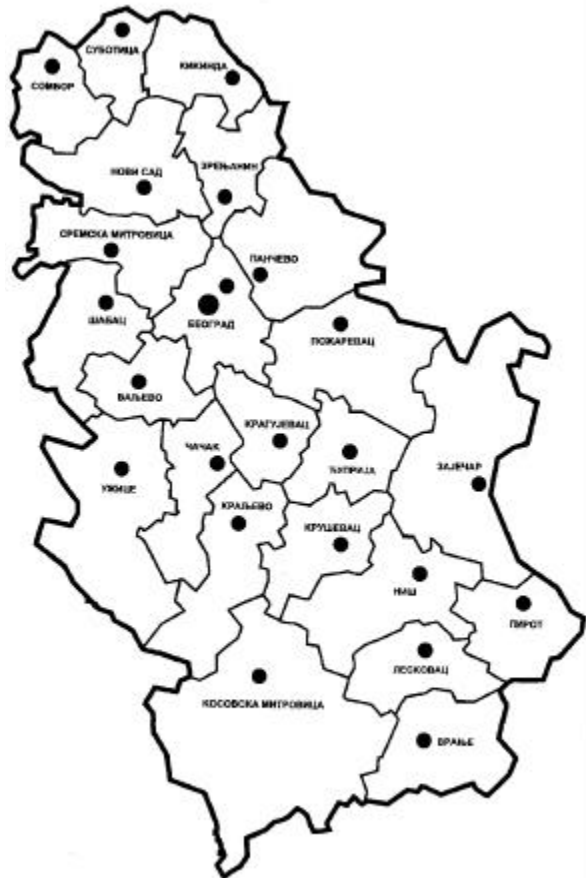 СУБОТИЦА
КИКИНДА
СОМБОР
НОВИ САД
ЗРЕЊАНИН
СРЕМСКА МИТРОВИЦА
ПАНЧЕВО
ШАБАЦ
БЕОГРАД
ПОЖАРЕВАЦ
ВАЉЕВО
КРАГУЈЕВАЦ
ЧАЧАК
ЋУПРИЈА
ЗАЈЕЧАР
УЖИЦЕ
КРАЉЕВО
КРУШЕВАЦ
НИШ
ПИРОТ
ЛЕСКОВАЦ
КОСОВСКА МИТРОВИЦА
ВРАЊЕ